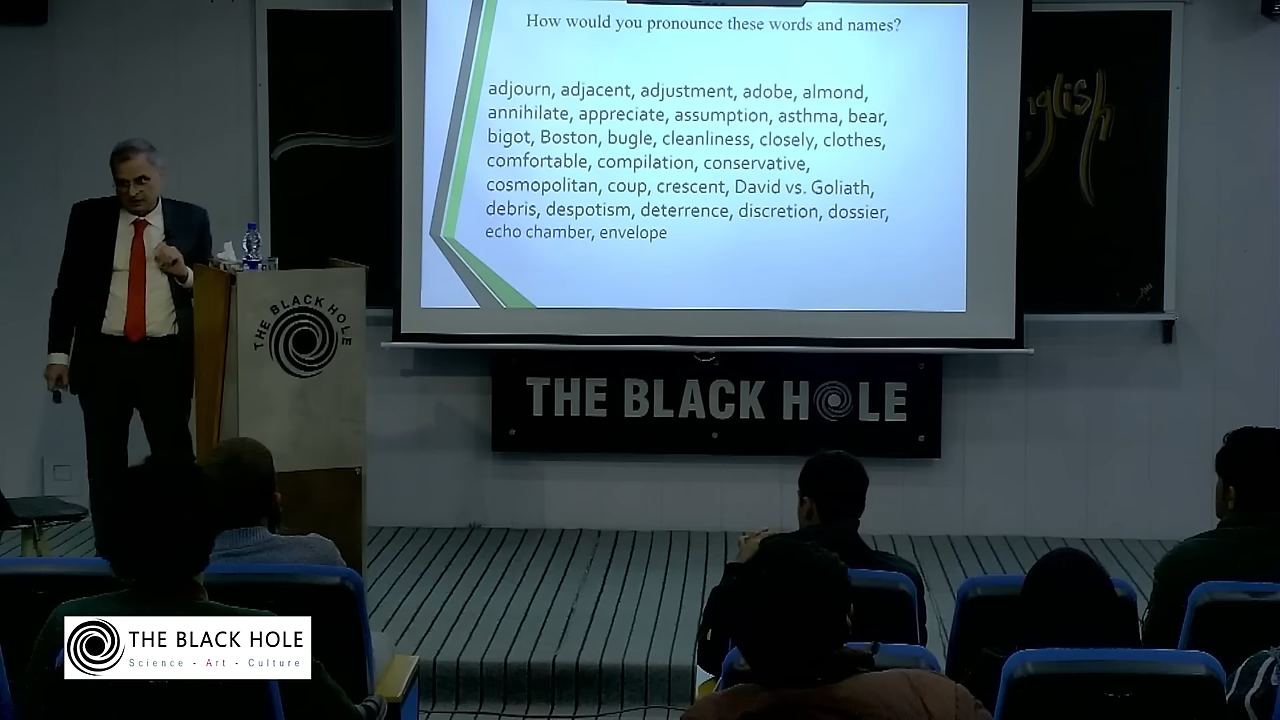 How would you pronounce these words and names?
adjourn, adjacent, adjustment, adobe, almond,
annihilate, appreciate, assumption, asthma, bear,
bigot, Boston, bugle, cleanliness, closely, clothes,
comfortable, compilation, conservative,
cosmopolitan, coup, crescent, David vs. Goliath,
debris, despotism, deterrence, discretion, dossier,
echo chamber, envelope
THE BLACK HOLE
THE BLACK HOLE
THE BLACK HOLE
Science - Art - Culture